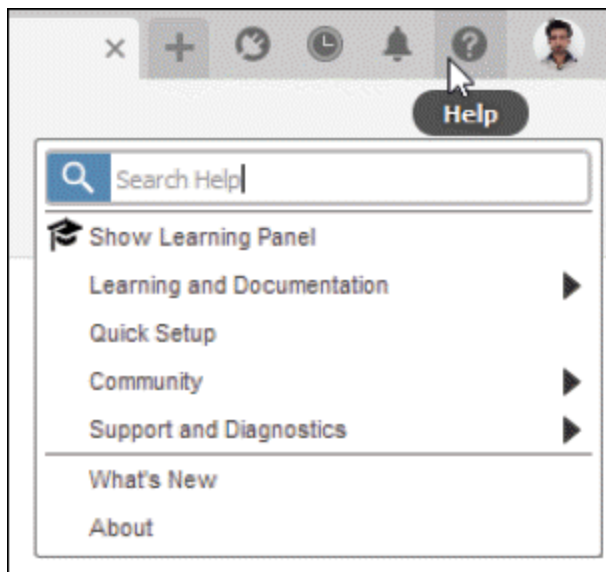 Help
Search Help
Show Learning Panel
Learning and Documentation
Quick Setup
Community
Support and Diagnostics
What's New
About